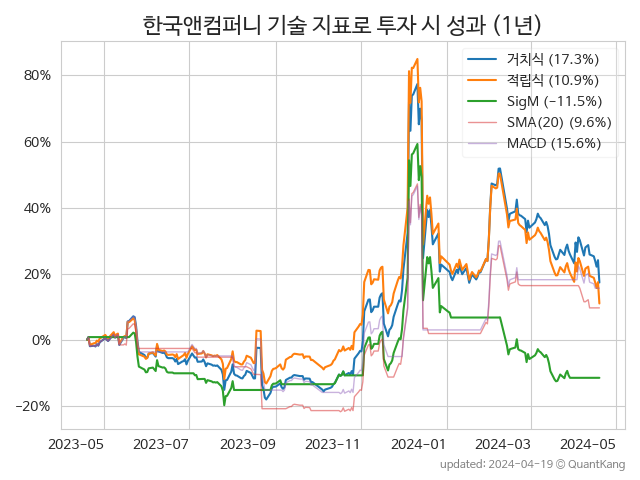 한국앤컴퍼니 기술 지표로 투자 시 성과 (1년)
거치식 (17.3%)
적립식 (10.9%)
SigM (−11.5%)
SMA(20) (9.6%)
MACD (15.6%)
80%
60%
40%
20%
0%
−20%
2023−05 2023−07 2023−09 2023−11 2024−01 2024−03 2024−05
updated: 2024−04−19 © QuantKang